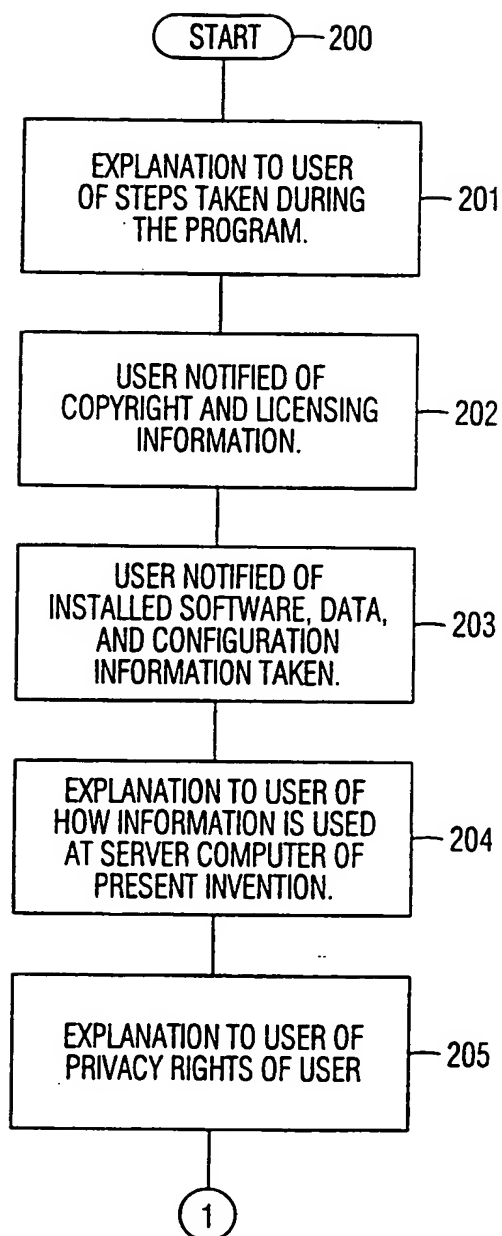 START
200
EXPLANATION TO USER
OF STEPS TAKEN DURING
THE PROGRAM.
201
USER NOTIFIED OF
COPYRIGHT AND LICENSING
INFORMATION.
202
USER NOTIFIED OF
INSTALLED SOFTWARE, DATA,
AND CONFIGURATION
INFORMATION TAKEN.
203
EXPLANATION TO USER OF
HOW INFORMATION IS USED
AT SERVER COMPUTER OF
PRESENT INVENTION.
204
EXPLANATION TO USER OF
PRIVACY RIGHTS OF USER
205
1